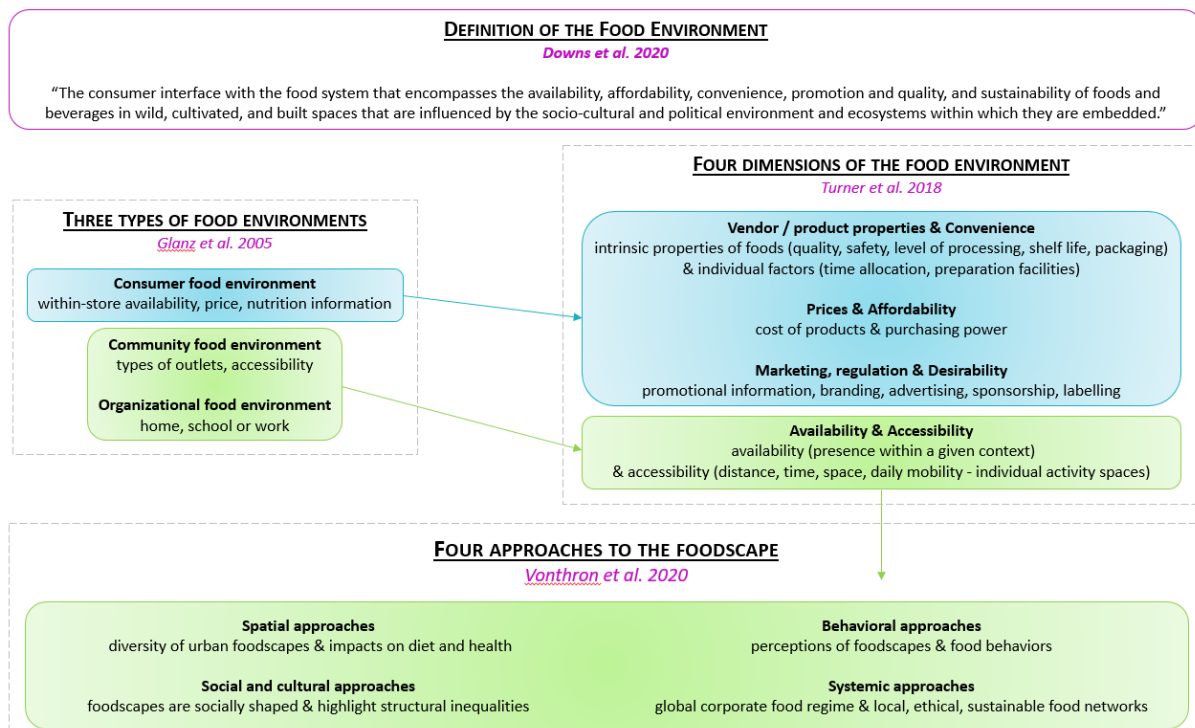 DEFINITION OF THE FOOD ENVIRONMENT
Downs et al. 2020
“The consumer interface with the food system that encompasses the availability, affordability, convenience, promotion and quality, and sustainability of foods and
beverages in wild, cultivated, and built spaces that are influenced by the socio-cultural and political environment and ecosystems within which they are embedded.”
THREE TYPES OF FOOD ENVIRONMENTS
Glanz et al. 2005
Consumer food environment
within-store availability, price, nutrition information
Community food environment
types of outlets, accessibility
Organizational food environment
home, school or work
FOUR DIMENSIONS OF THE FOOD ENVIRONMENT
Turner et al. 2018
Vendor / product properties & Convenience
intrinsic properties of foods (quality, safety, level of processing, shelf life, packaging)
& individual factors (time allocation, preparation facilities)
Prices & Affordability
cost of products & purchasing power
Marketing, regulation & Desirability
promotional information, branding, advertising, sponsorship, labelling
Availability & Accessibility
availability (presence within a given context)
& accessibility (distance, time, space, daily mobility - individual activity spaces)
FOUR APPROACHES TO THE FOODSCAPE
Vonthron et al. 2020
Spatial approaches
diversity of urban foodscapes & impacts on diet and health
Social and cultural approaches
foodscapes are socially shaped & highlight structural inequalities
Behavioral approaches
perceptions of foodscapes & food behaviors
Systemic approaches
global corporate food regime & local, ethical, sustainable food networks